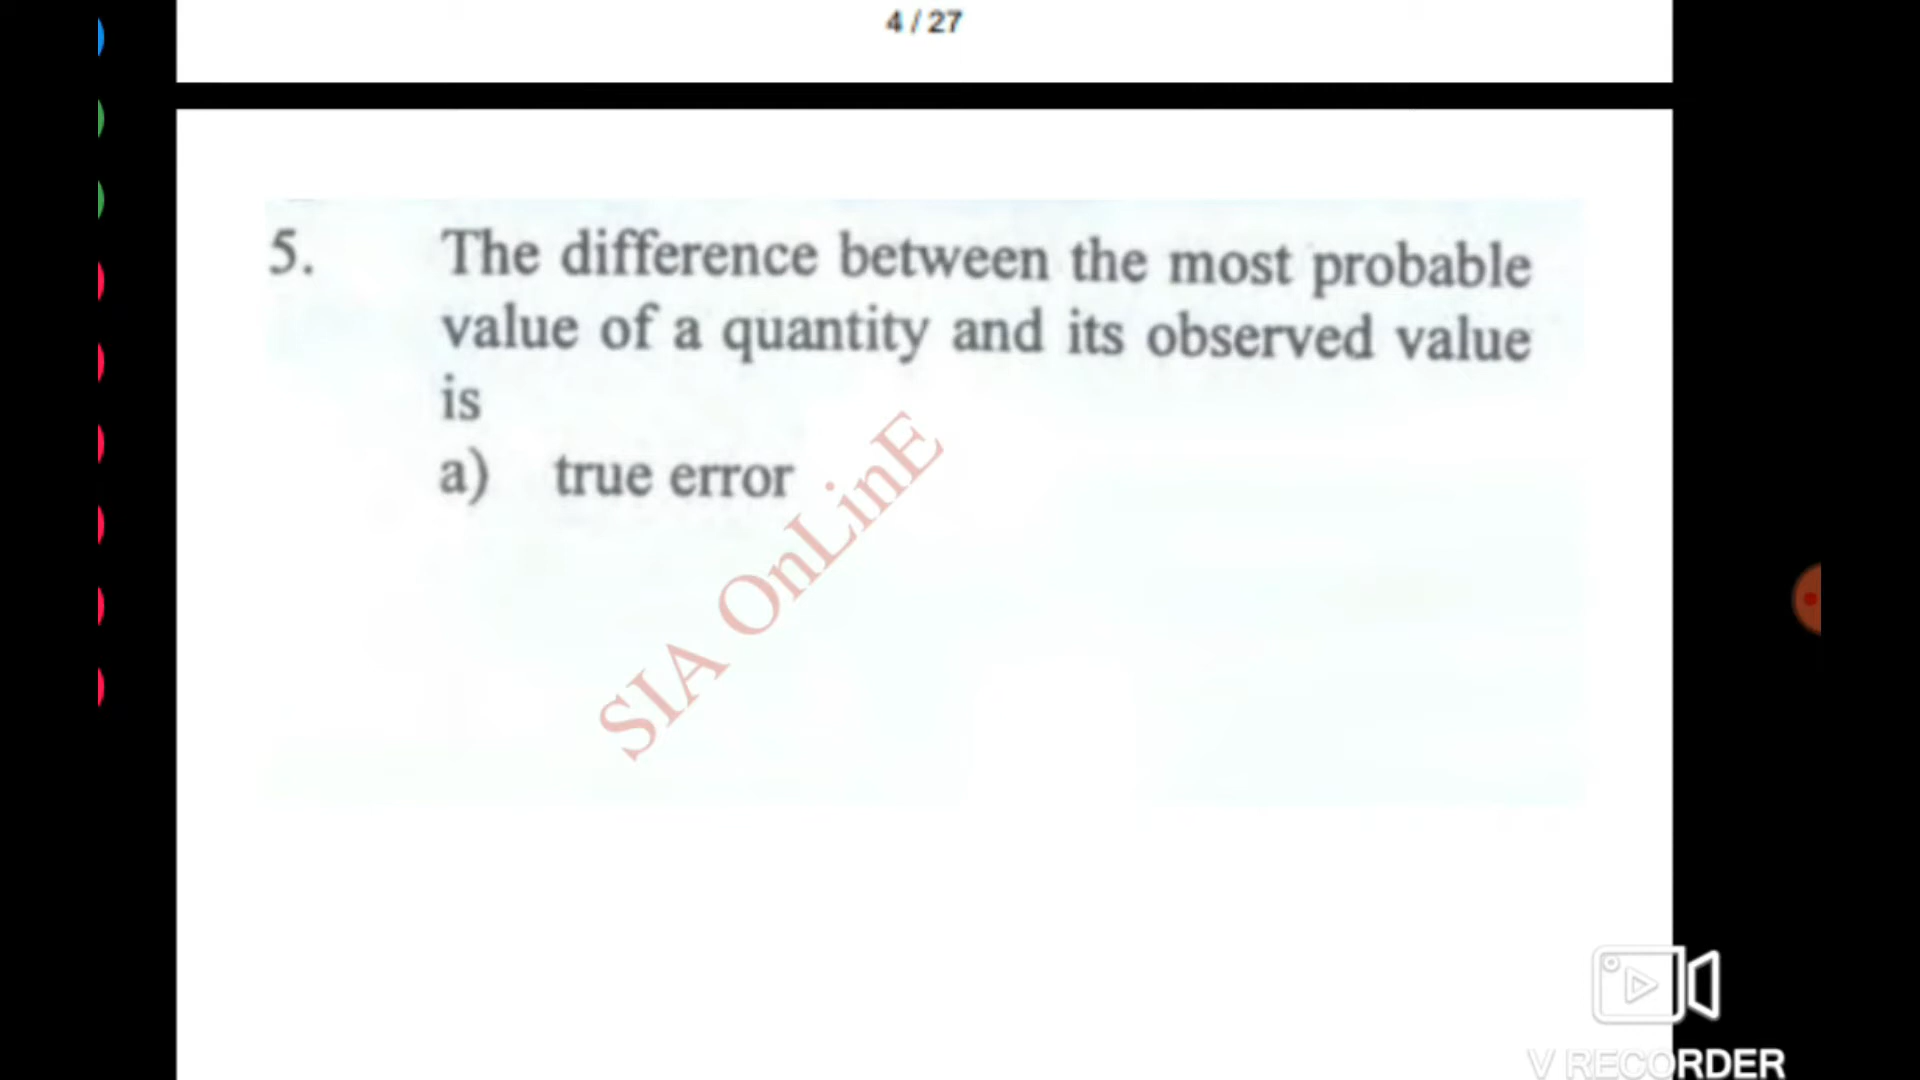 4 / 27
5. The difference between the most probable
value of a quantity and its observed value
is
a) true error
SIA OnLinE
V RECORDER